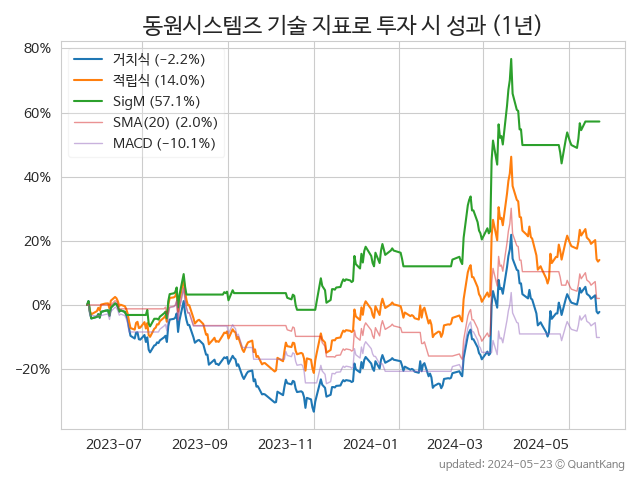 동원시스템즈 기술 지표로 투자 시 성과 (1년)
80%
60%
40%
20%
0%
−20%
거치식 (−2.2%)
적립식 (14.0%)
SigM (57.1%)
SMA(20) (2.0%)
MACD (−10.1%)
2023−07
2023−09
2023−11
2024−01
2024−03
2024−05
updated: 2024−05−23 ⓒ QuantKang